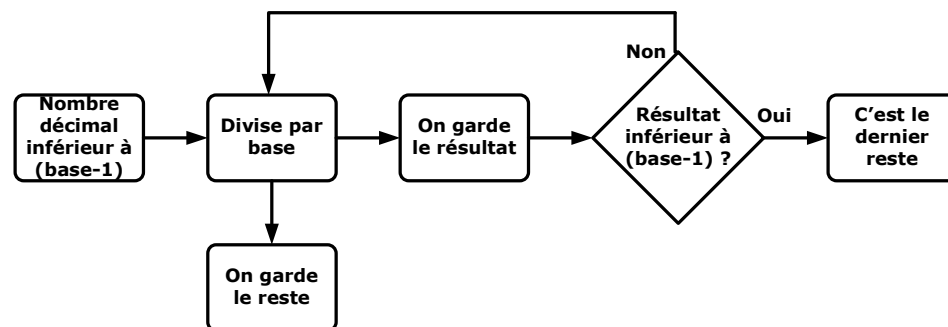 Nombre
décimal
inférieur à
(base-1)
Divise par
base
On garde
le résultat
Non
Résultat
inférieur à
(base-1) ?
Oui
C'est le
dernier
reste
On garde
le reste